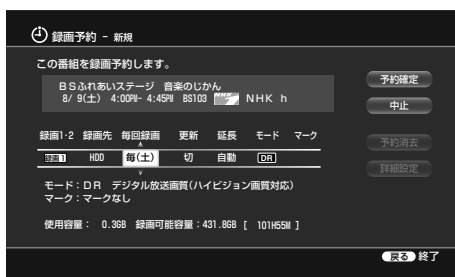 録画予約 - 新規
この番組を録画予約します。
BSふれあいステージ 音楽のじかん
8/ 9(土) 4:00PM- 4:45PM BS103 NHK h
予約確定
中止
録画1·2 録画先 毎回録画 更新 延長 モード マーク
録画1 HDD 毎(土) 切 自動 DR
予約消去
詳細設定
モード:DR デジタル放送画質(ハイビジョン画質対応)
マーク:マークなし
使用容量: 0.3GB 録画可能容量:431.8GB [ 101H55M ]
戻る 終了